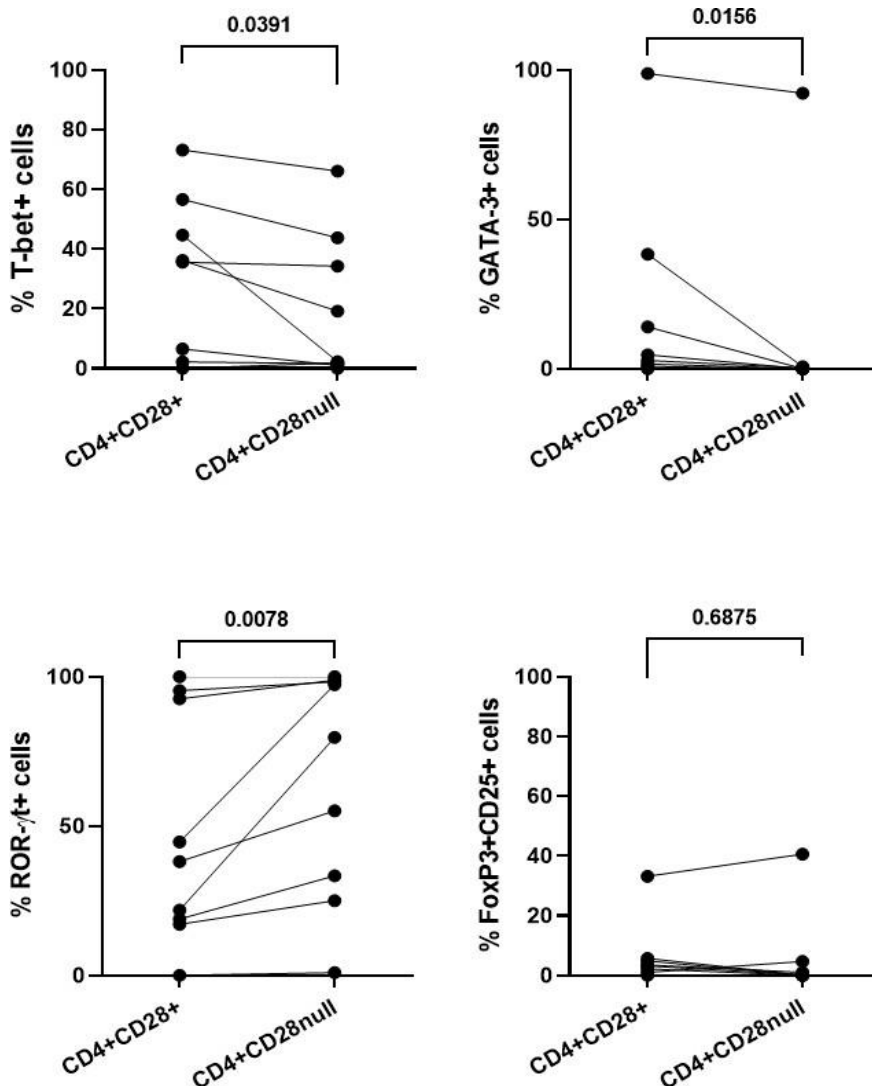 0.0391
100
80
60
40
20
0
% T-bet+ cells
CD4+CD28+
CD4+CD28null
0.0156
100
50
0
% GATA-3+ cells
CD4+CD28+
CD4+CD28null
0.0078
100
50
0
% ROR-γt+ cells
CD4+CD28+
CD4+CD28null
0.6875
100
80
60
40
20
0
% FoxP3+CD25+ cells
CD4+CD28+
CD4+CD28null